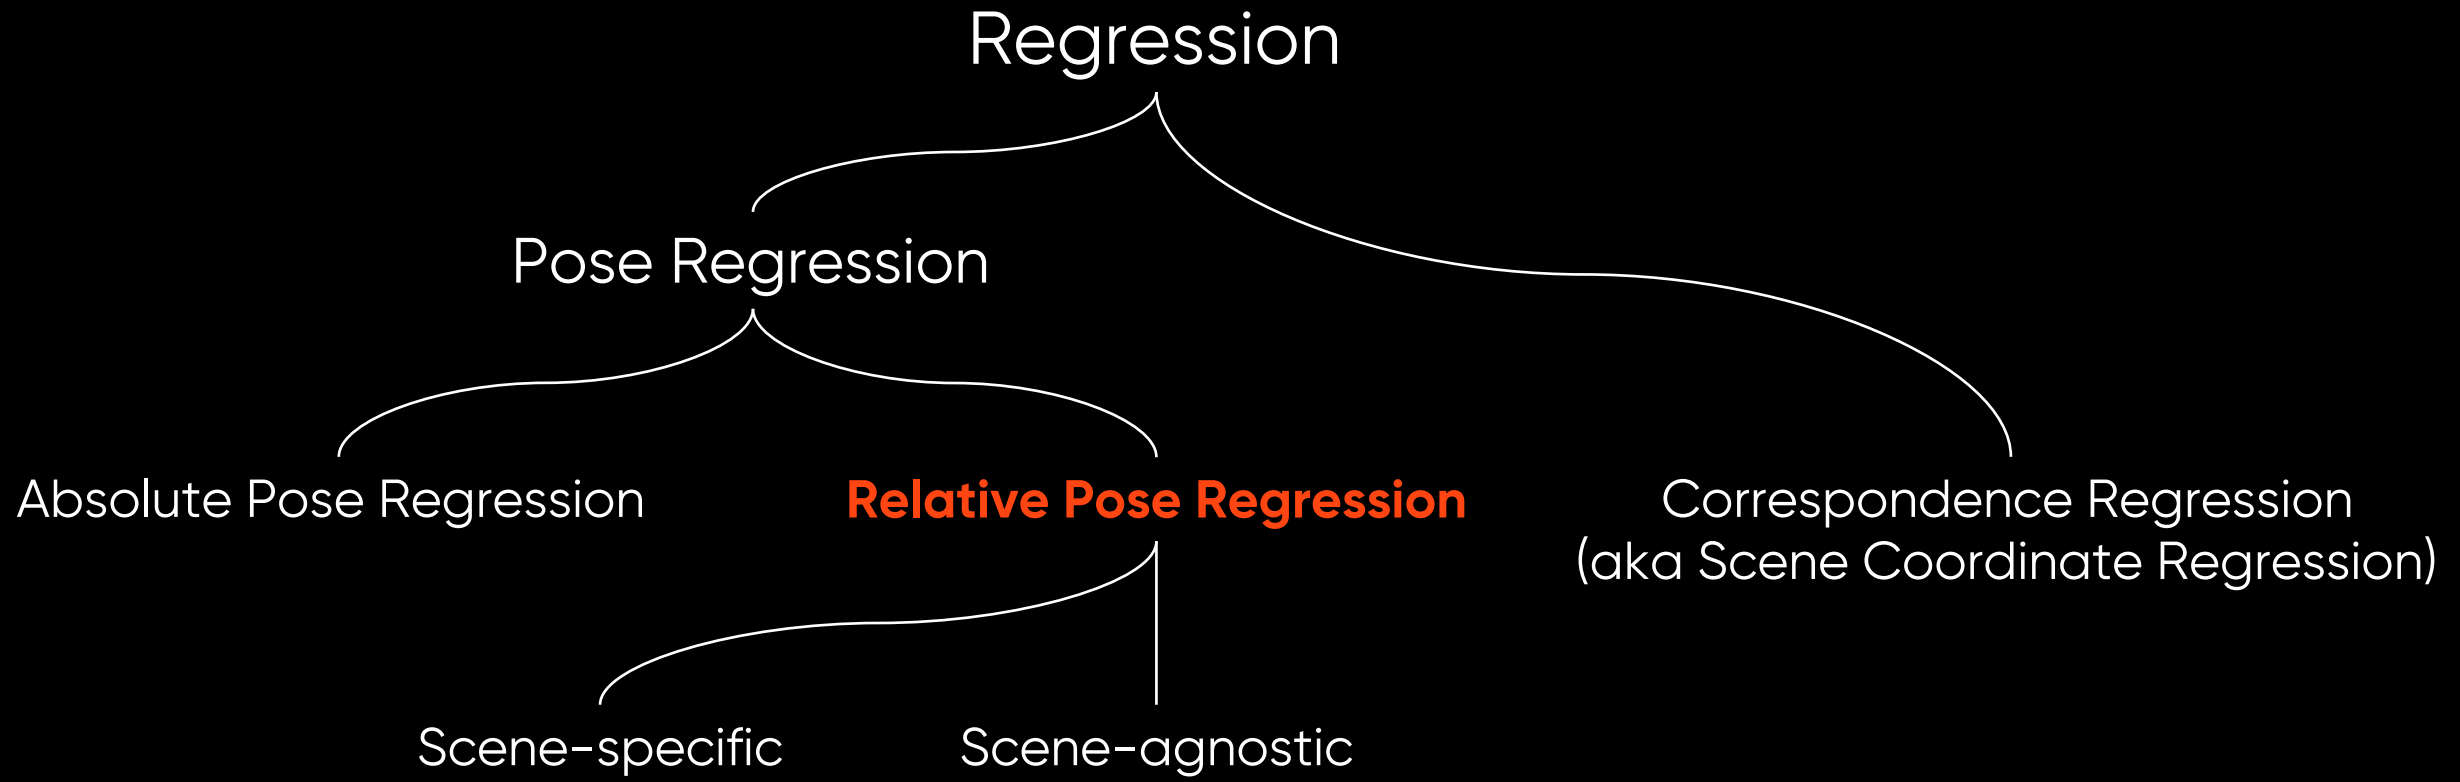 Regression
Pose Regression
Absolute Pose Regression
Relative Pose Regression
Correspondence Regression
(aka Scene Coordinate Regression)
Scene-specific
Scene-agnostic